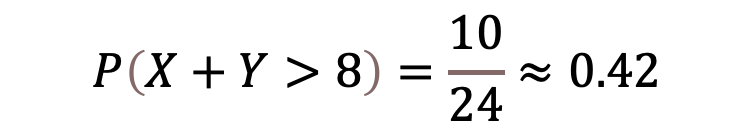 P(X + Y > 8) = 10/24 ≈ 0.42